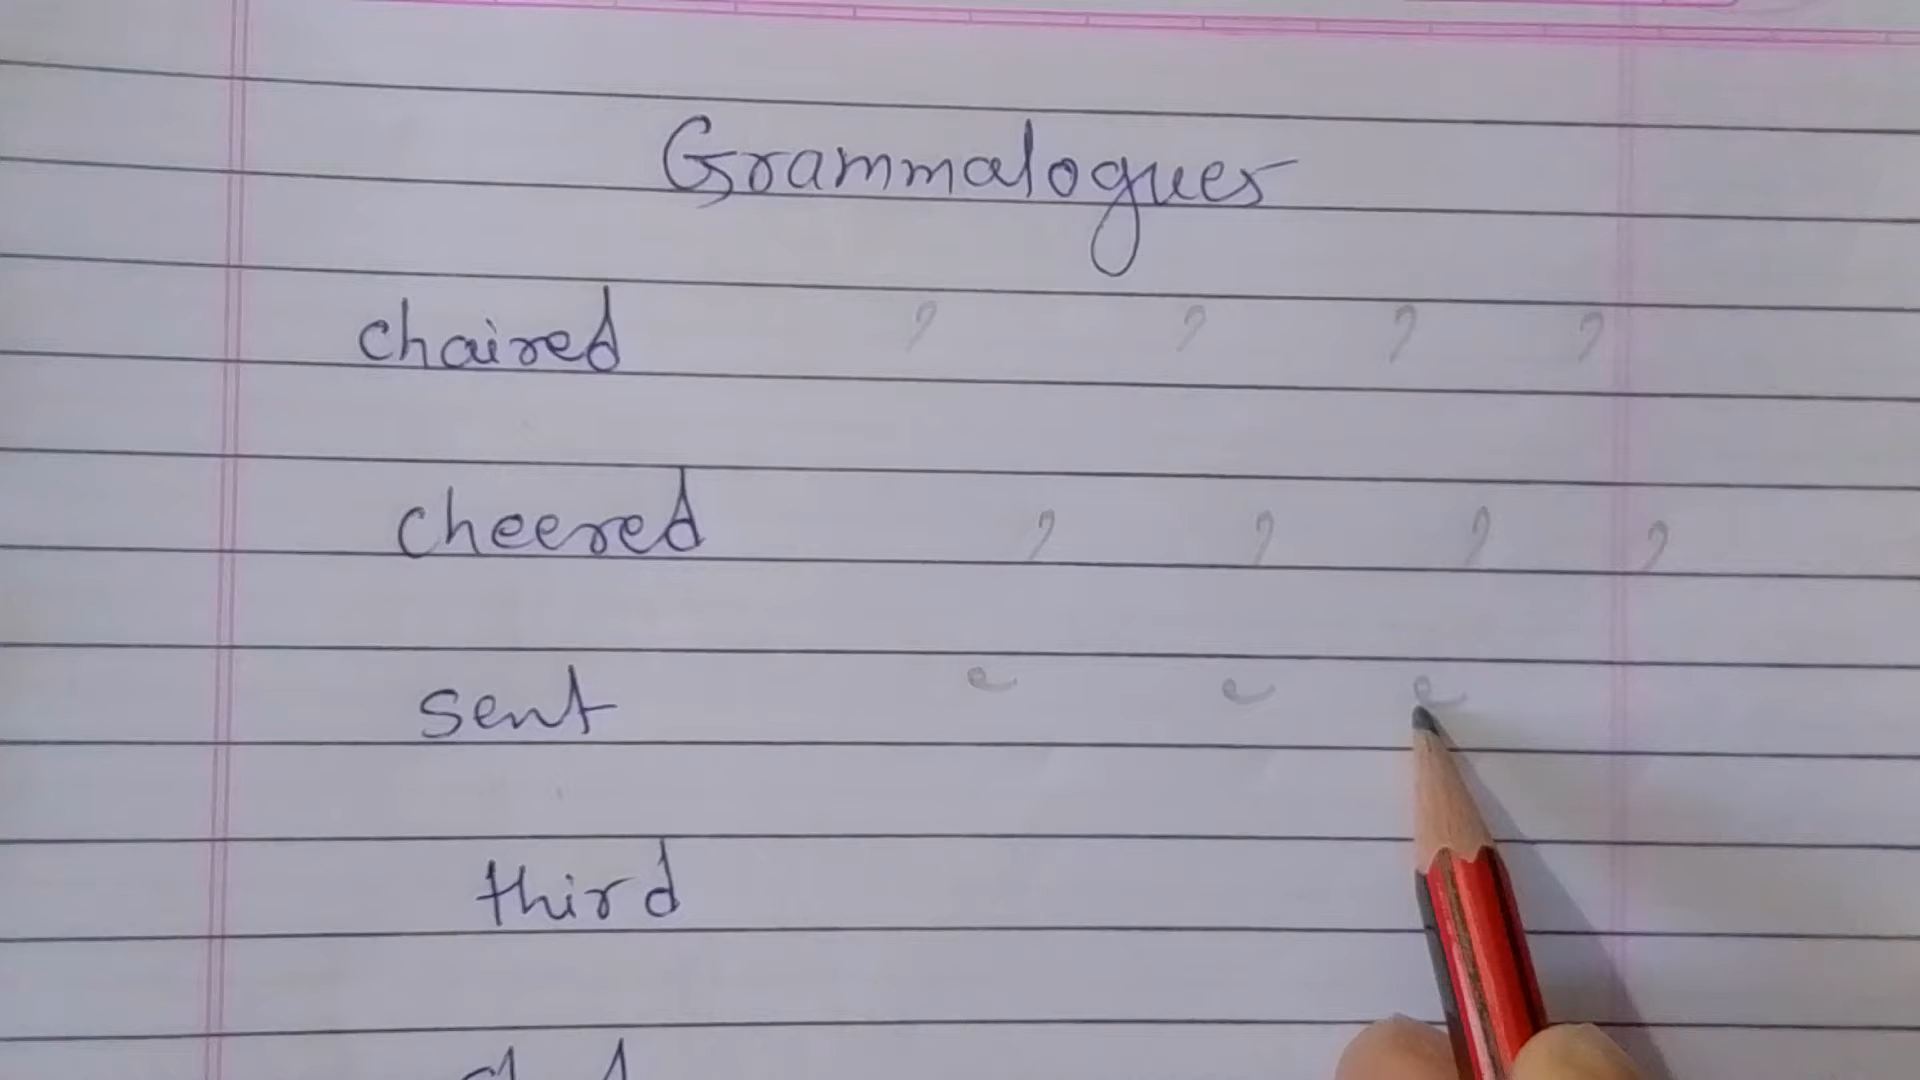 Grammalogues
chaired
cheered
sent
third